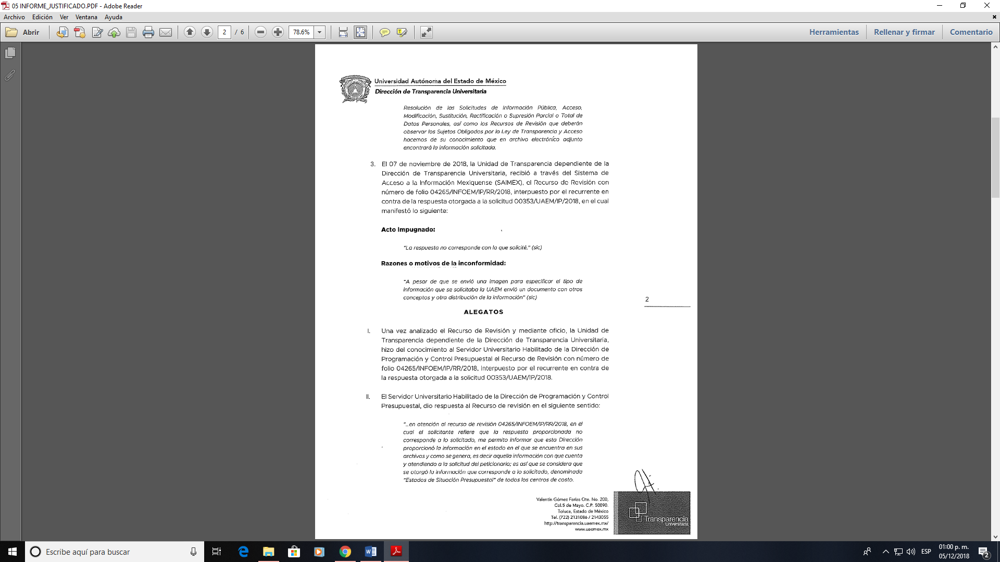 05 INFORME_JUSTIFICADO.PDF - Adobe Reader
Archivo Edición Ver Ventana Ayuda
Abrir 2 / 6 78.6% Herramientas Rellenar y firmar Comentario
Universidad Autónoma del Estado de México
Dirección de Transparencia Universitaria
Resolución de las Solicitudes de Información Pública, Acceso,
Modificación, Sustitución, Rectificación o Supresión Parcial o Total de
Datos Personales, así como los Recursos de Revisión que deberán
observar los Sujetos Obligados por la Ley de Transparencia y Acceso
hacemos de su conocimiento que en archivo electrónico adjunto
encontrará la información solicitada.
3. El 07 de noviembre de 2018, la Unidad de Transparencia dependiente de la
Dirección de Transparencia Universitaria, recibió a través del Sistema de
Acceso a la Información Mexiquense (SAIMEX), el Recurso de Revisión con
número de folio 04265/INFOEM/IP/RR/2018, interpuesto por el recurrente en
contra de la respuesta otorgada a la solicitud 00353/UAEM/IP/2018, en el cual
manifestó lo siguiente:
Acto Impugnado:
"La respuesta no corresponde con la que solicité." (sic)
Razones o motivos de la inconformidad:
"A pesar de que se envió una imagen para especificar el tipo de
información que se solicitaba la UAEM envió un documento con otros
conceptos y otra distribución de la información" (sic)
2
ALEGATOS
I. Una vez analizado el Recurso de Revisión y mediante oficio, la Unidad de
Transparencia dependiente de la Dirección de Transparencia Universitaria,
hizo del conocimiento al Servidor Universitario Habilitado de la Dirección de
Programación y Control Presupuestal el Recurso de Revisión con número de
folio 04265/INFOEM/IP/RR/2018, interpuesto por el recurrente en contra de
la respuesta otorgada a la solicitud 00353/UAEM/IP/2018.
II. El Servidor Universitario Habilitado de la Dirección de Programación y Control
Presupuestal, dio respuesta al Recurso de revisión en el siguiente sentido:
"...en atención al recurso de revisión 04265/INFOEM/IP/RR/2018, en el
cual el solicitante refiere que la respuesta proporcionada no
corresponde a lo solicitado, me permito informar que esta Dirección
proporcionó la información en el estado en el que se encuentra en sus
archivos y como se genera, es decir aquella información con que cuenta
y atendiendo a la solicitud del peticionario; es así que se considera que
se otorgó la información que corresponde a lo solicitado, denominada
"Estados de Situación Presupuestal" de todos los centros de costo.
Valentín Gómez Farías Ote. No. 200,
Col.5 de Mayo. C.P. 50090.
Toluca, Estado de México
Tel. (722) 2131086 / 2143055
http://transparencia.uaemex.mx/
www.uaemex.mx
Transparencia
Universitaria
Escribe aquí para buscar
ESP
01:00 p. m.
05/12/2018
2